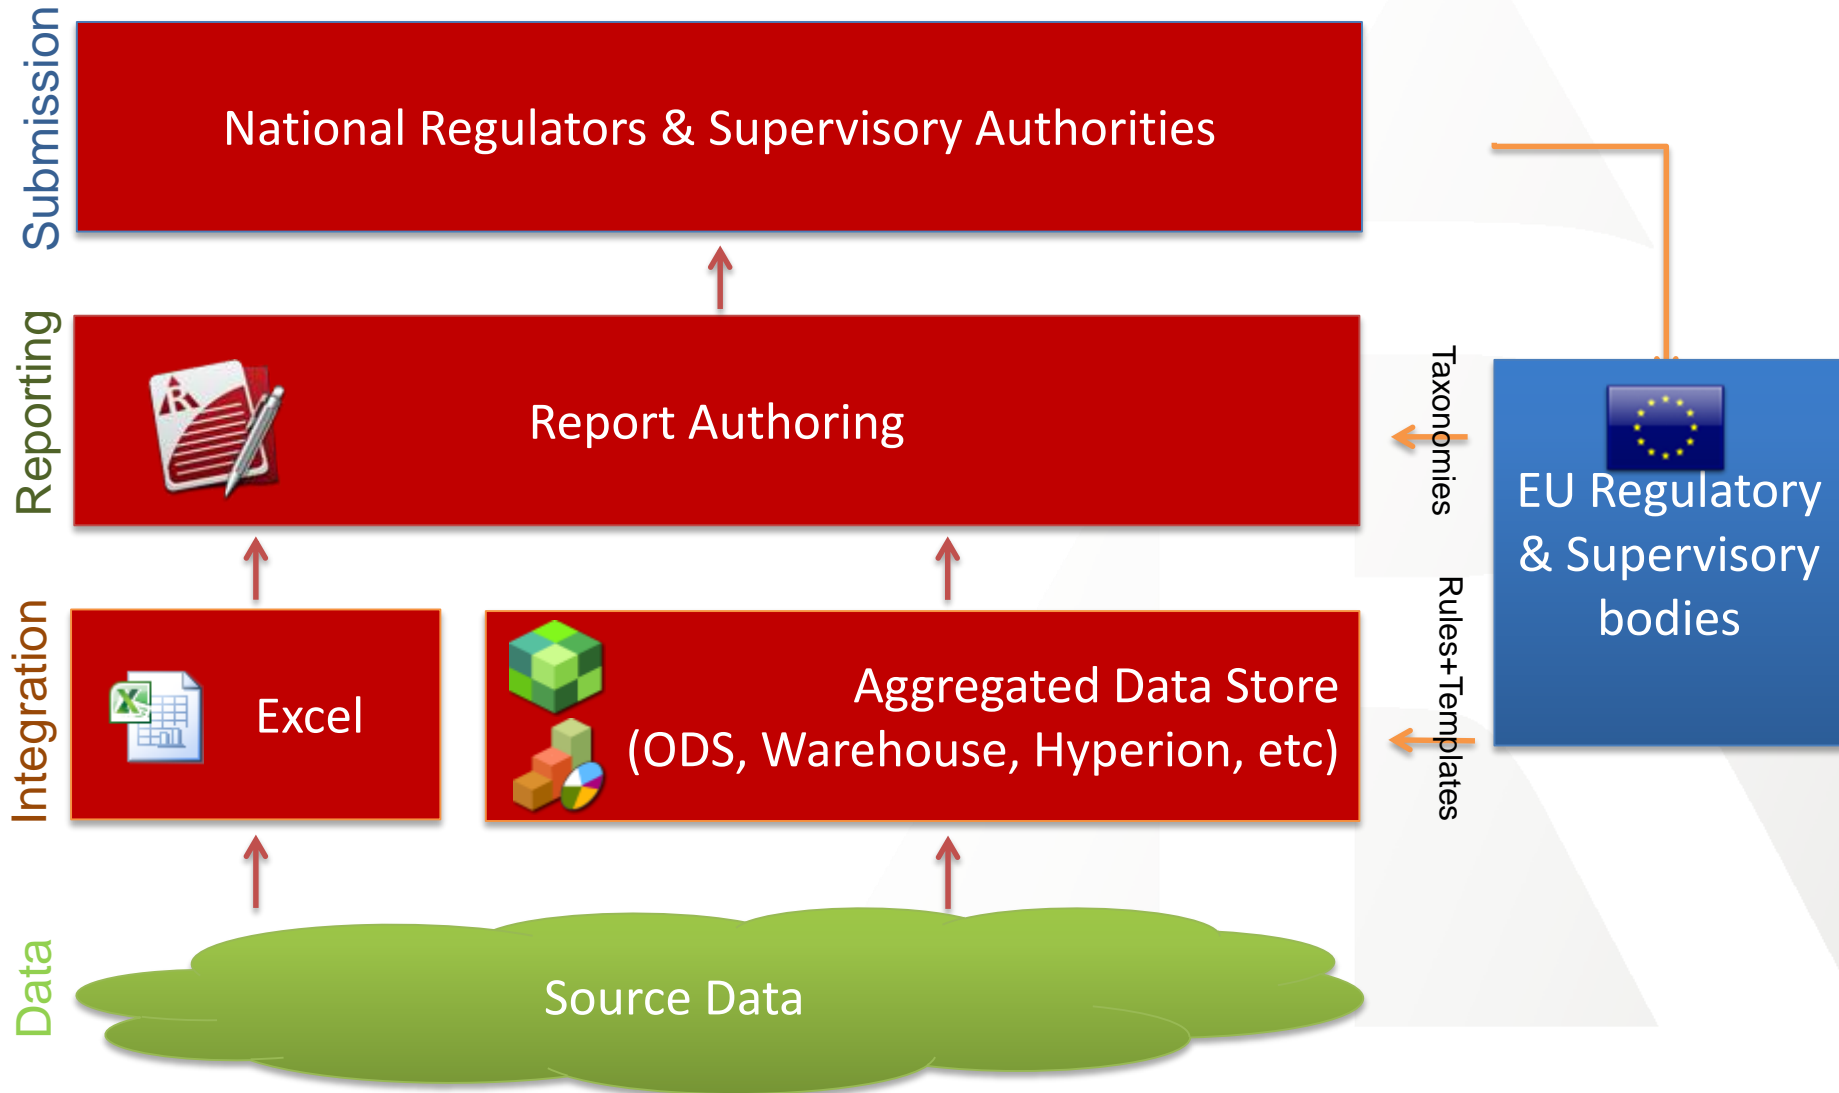 Submission
National Regulators & Supervisory Authorities
Reporting
Report Authoring
Taxonomies
EU Regulatory
& Supervisory
bodies
Integration
Excel
Aggregated Data Store
(ODS, Warehouse, Hyperion, etc)
Rules+Templates
Data
Source Data